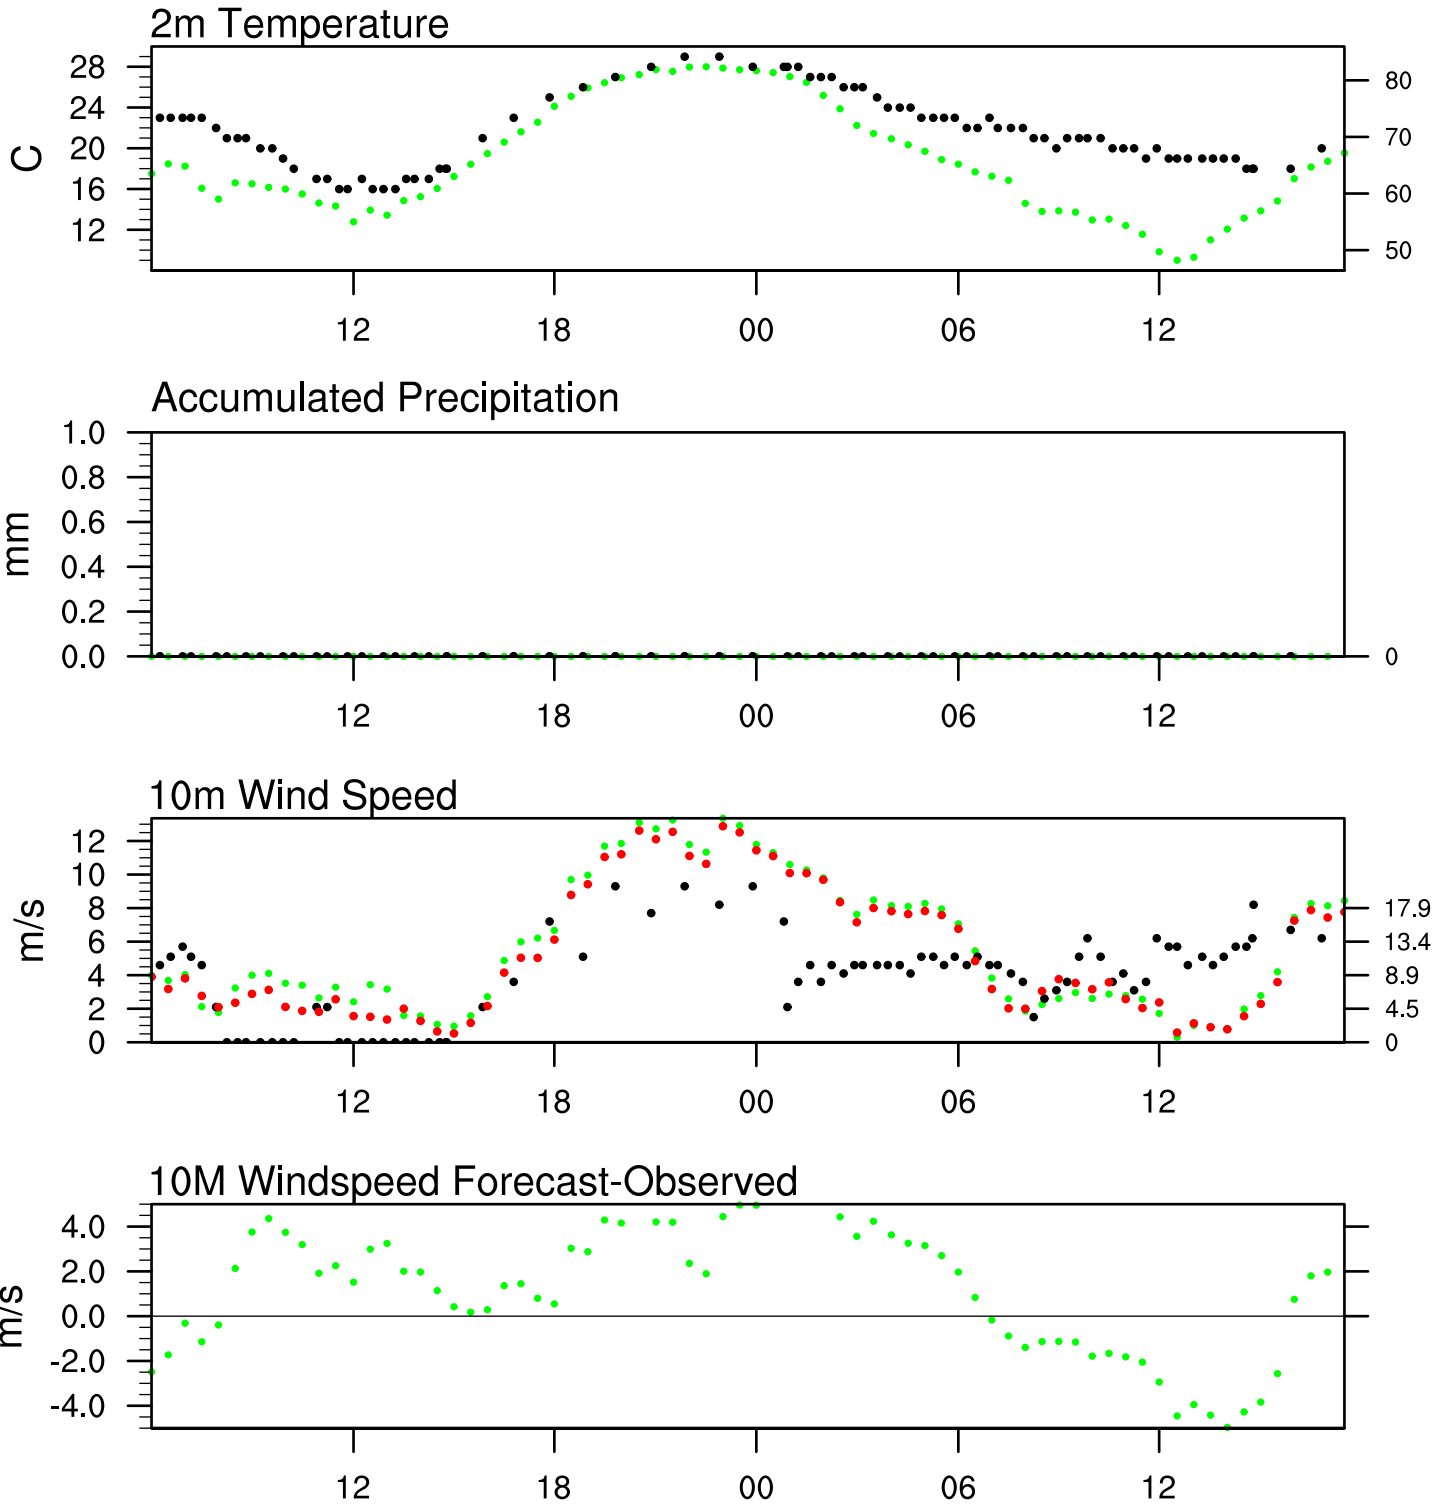 2m Temperature
28
24
20
16
12
C
80
70
60
50
12 18 00 06 12
Accumulated Precipitation
1.0
0.8
0.6
0.4
0.2
0.0
mm
0
12 18 00 06 12
10m Wind Speed
12
10
8
6
4
2
0
m/s
17.9
13.4
8.9
4.5
0
12 18 00 06 12
10M Windspeed Forecast-Observed
4.0
2.0
0.0
-2.0
-4.0
m/s
12 18 00 06 12